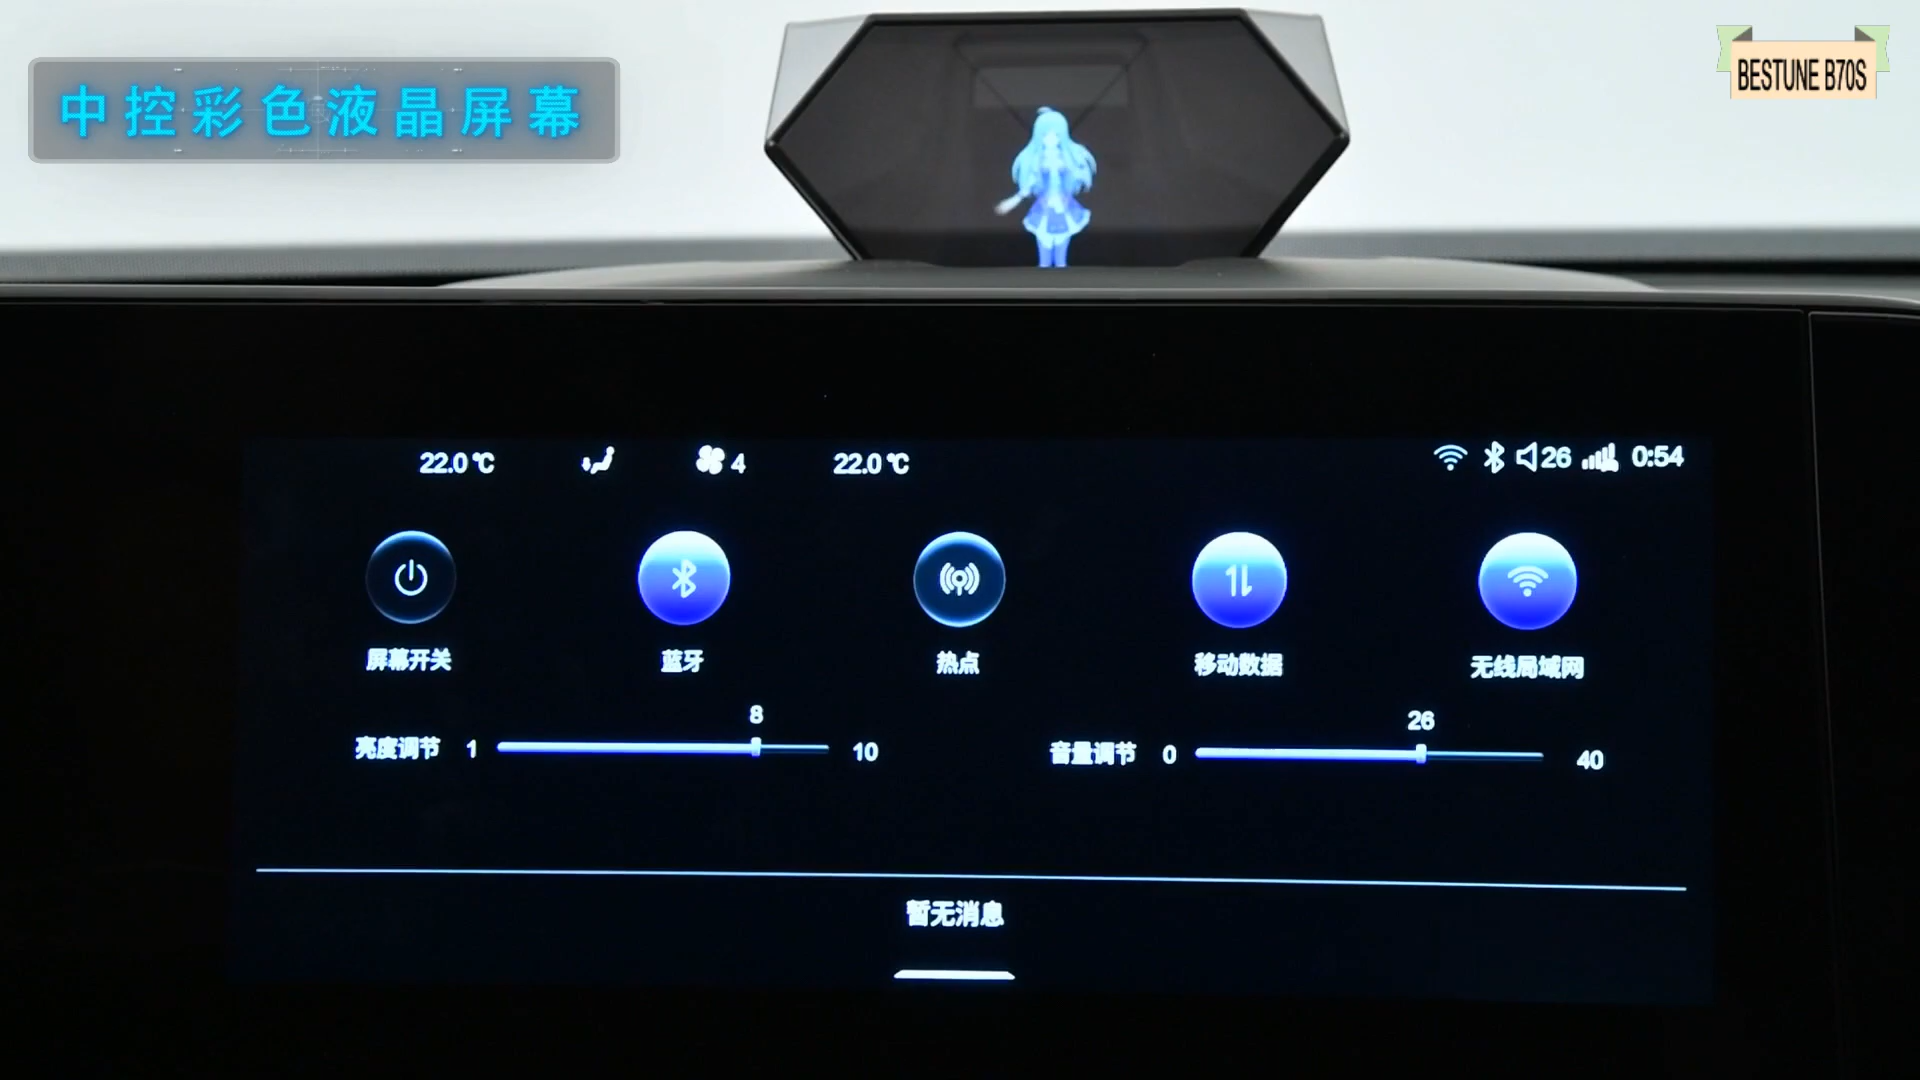 中控彩色液晶屏幕
BESTUNE B70S
22.0℃ 4 22.0℃ 26 0:54
屏幕开关 蓝牙 热点 移动数据 无线局域网
亮度调节 1 8 10 音量调节 0 26 40
暂无消息